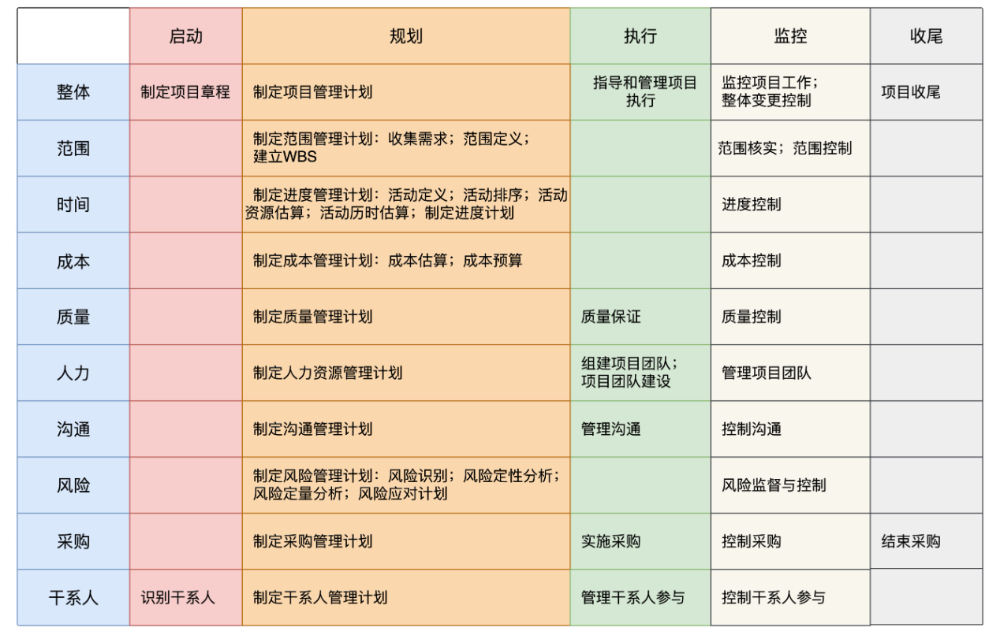 启动
规划
执行
监控
收尾
整体
制定项目章程
制定项目管理计划
指导和管理项目
执行
监控项目工作；
整体变更控制
项目收尾
范围
制定范围管理计划：收集需求；范围定义；
建立WBS
范围核实；范围控制
时间
制定进度管理计划：活动定义；活动排序；活动
资源估算；活动历时估算；制定进度计划
进度控制
成本
制定成本管理计划：成本估算；成本预算
成本控制
质量
制定质量管理计划
质量保证
质量控制
人力
制定人力资源管理计划
组建项目团队；
项目团队建设
管理项目团队
沟通
制定沟通管理计划
管理沟通
控制沟通
风险
制定风险管理计划：风险识别；风险定性分析；
风险定量分析；风险应对计划
风险监督与控制
采购
制定采购管理计划
实施采购
控制采购
结束采购
干系人
识别干系人
制定干系人管理计划
管理干系人参与
控制干系人参与